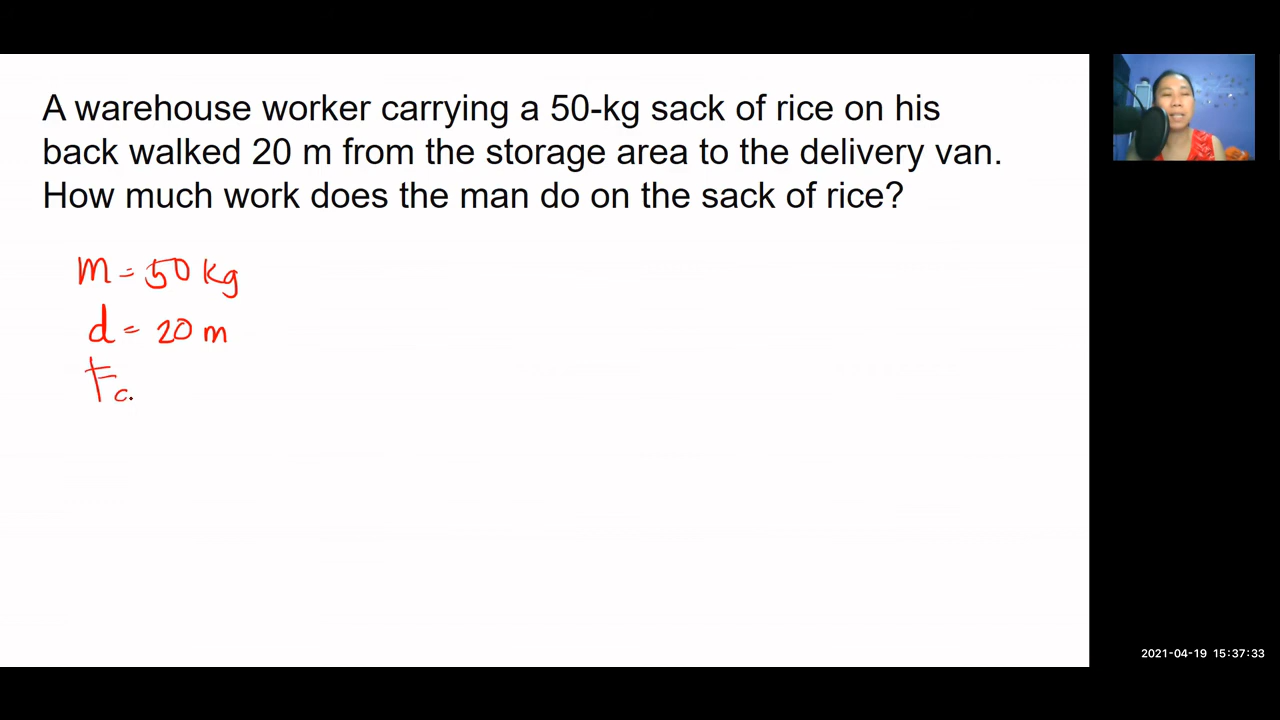 A warehouse worker carrying a 50-kg sack of rice on his
back walked 20 m from the storage area to the delivery van.
How much work does the man do on the sack of rice?
m = 50 kg
d = 20 m
Fc
2021-04-19 15:37:33